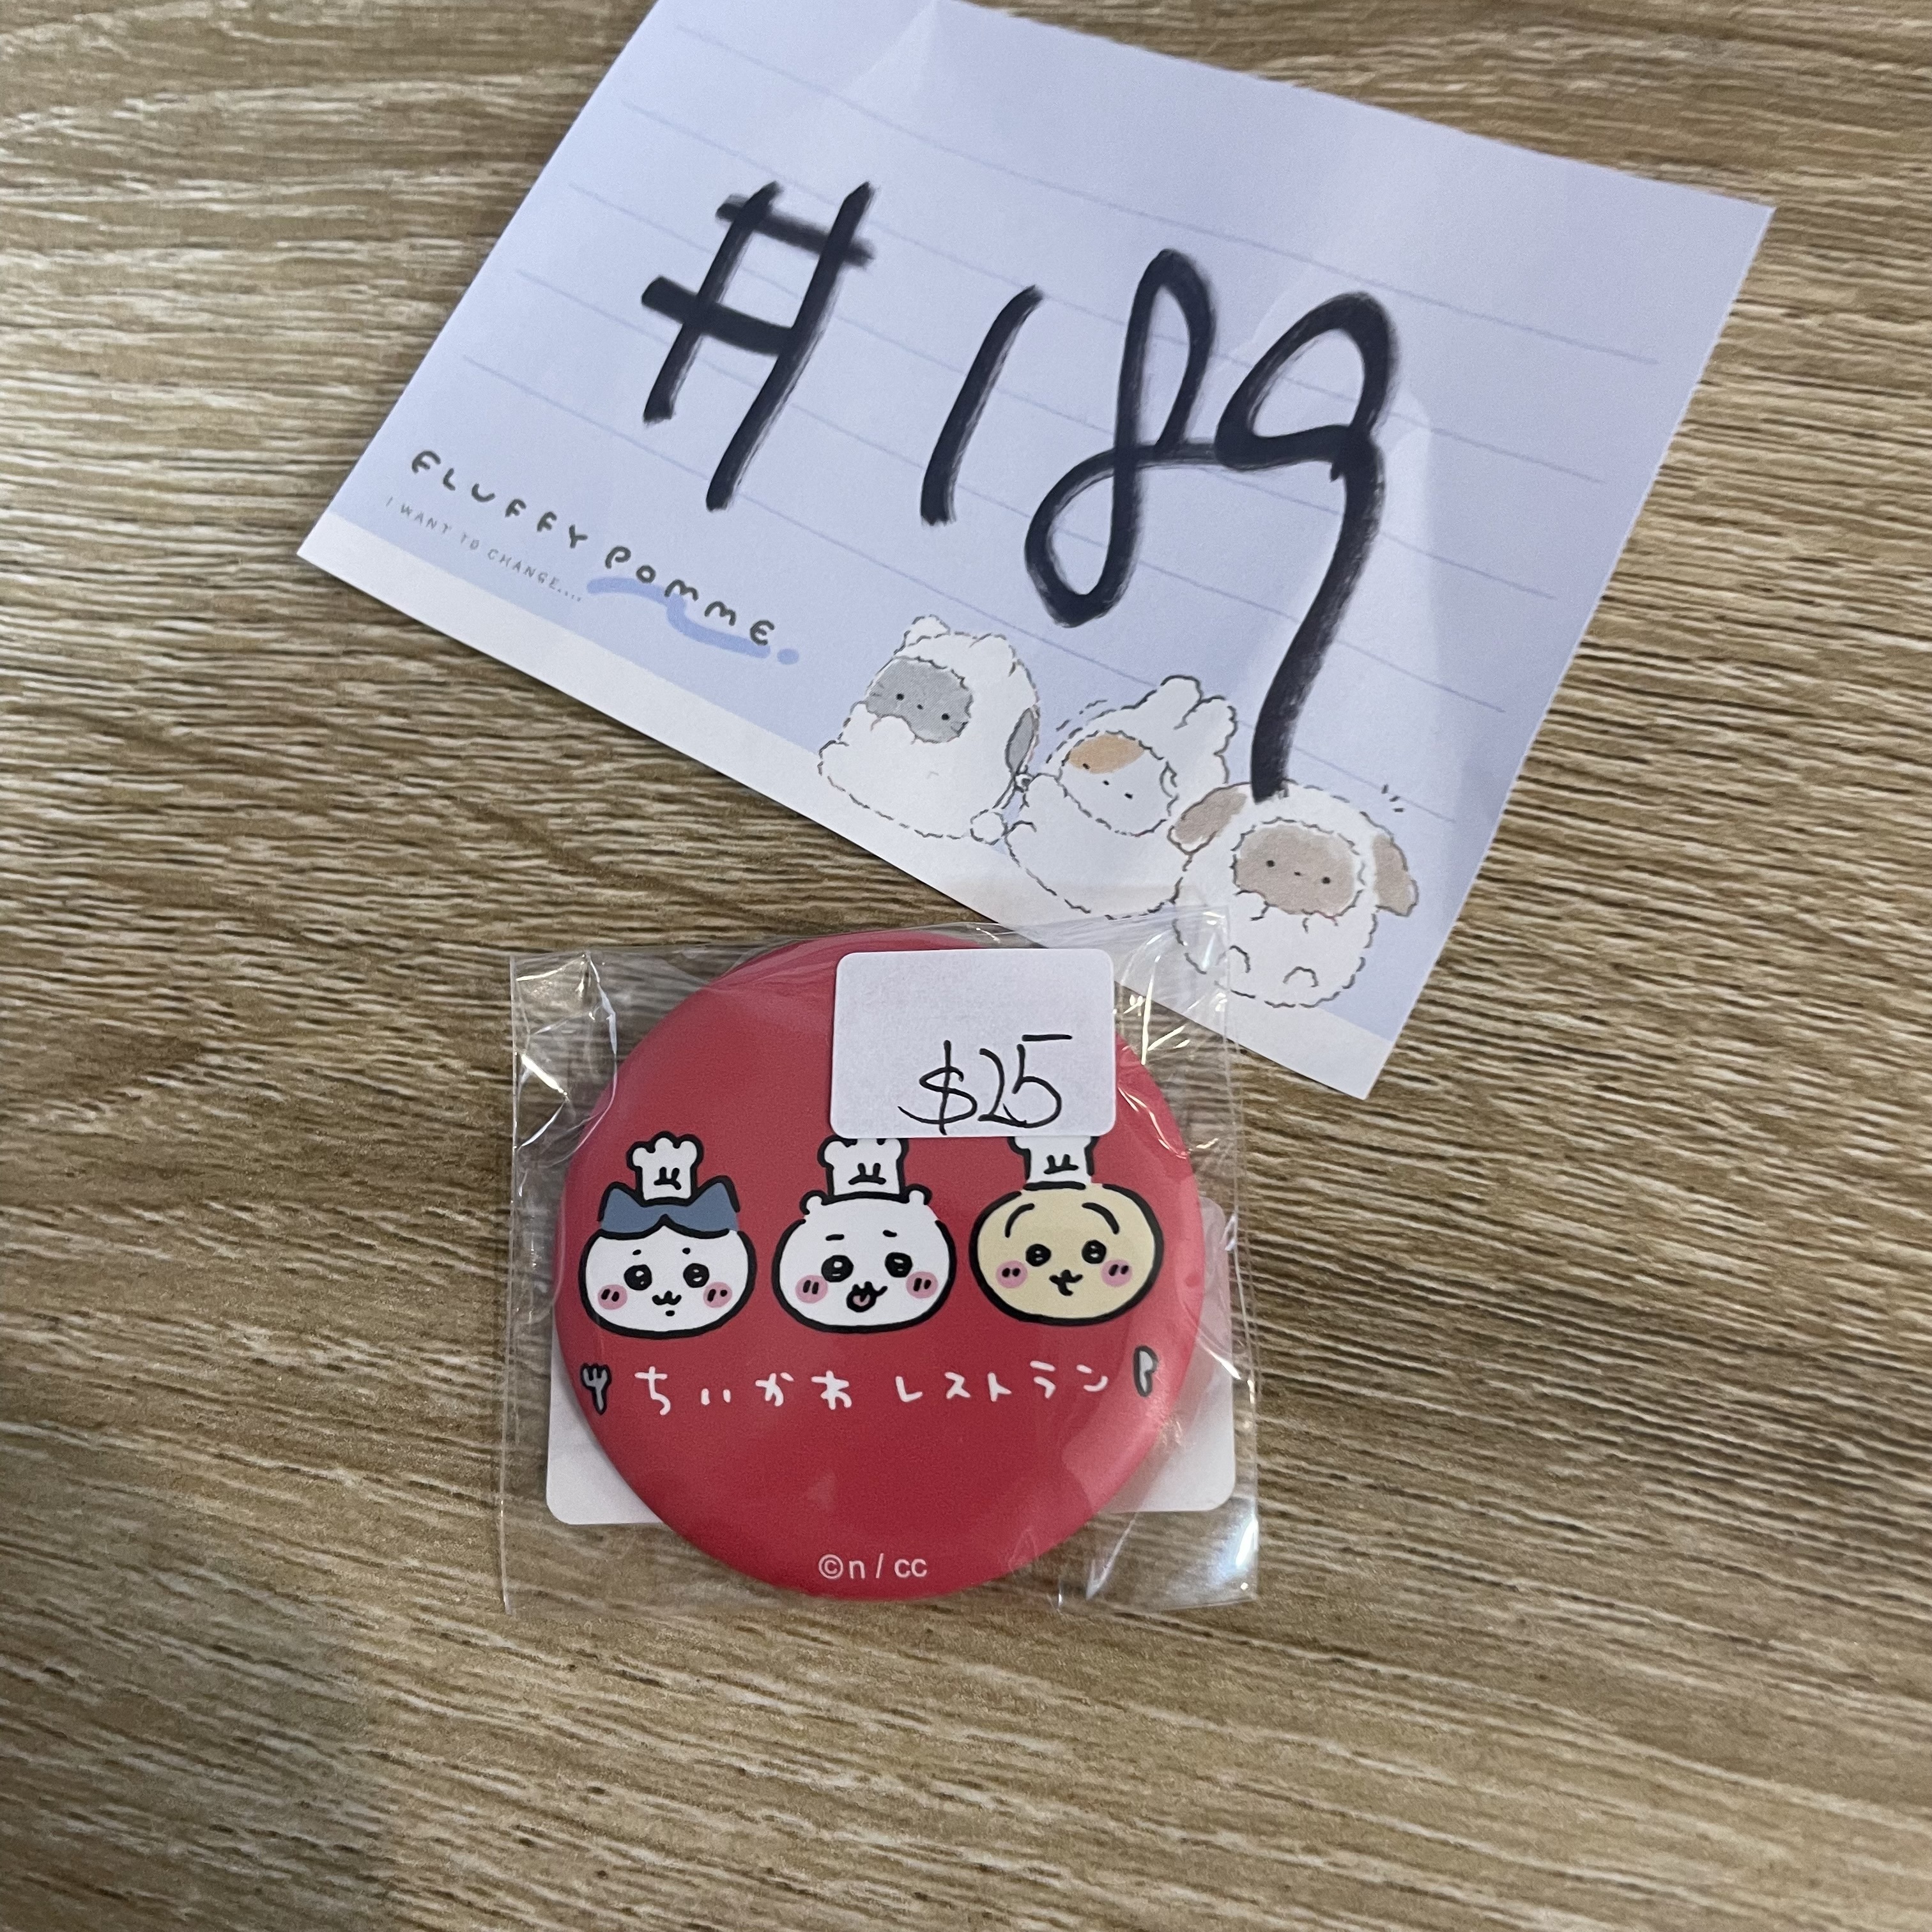 #189
FLUFFY POMME.
I WANT TO CHANGE.....
$25
ちいかわ レストラン
©n / cc